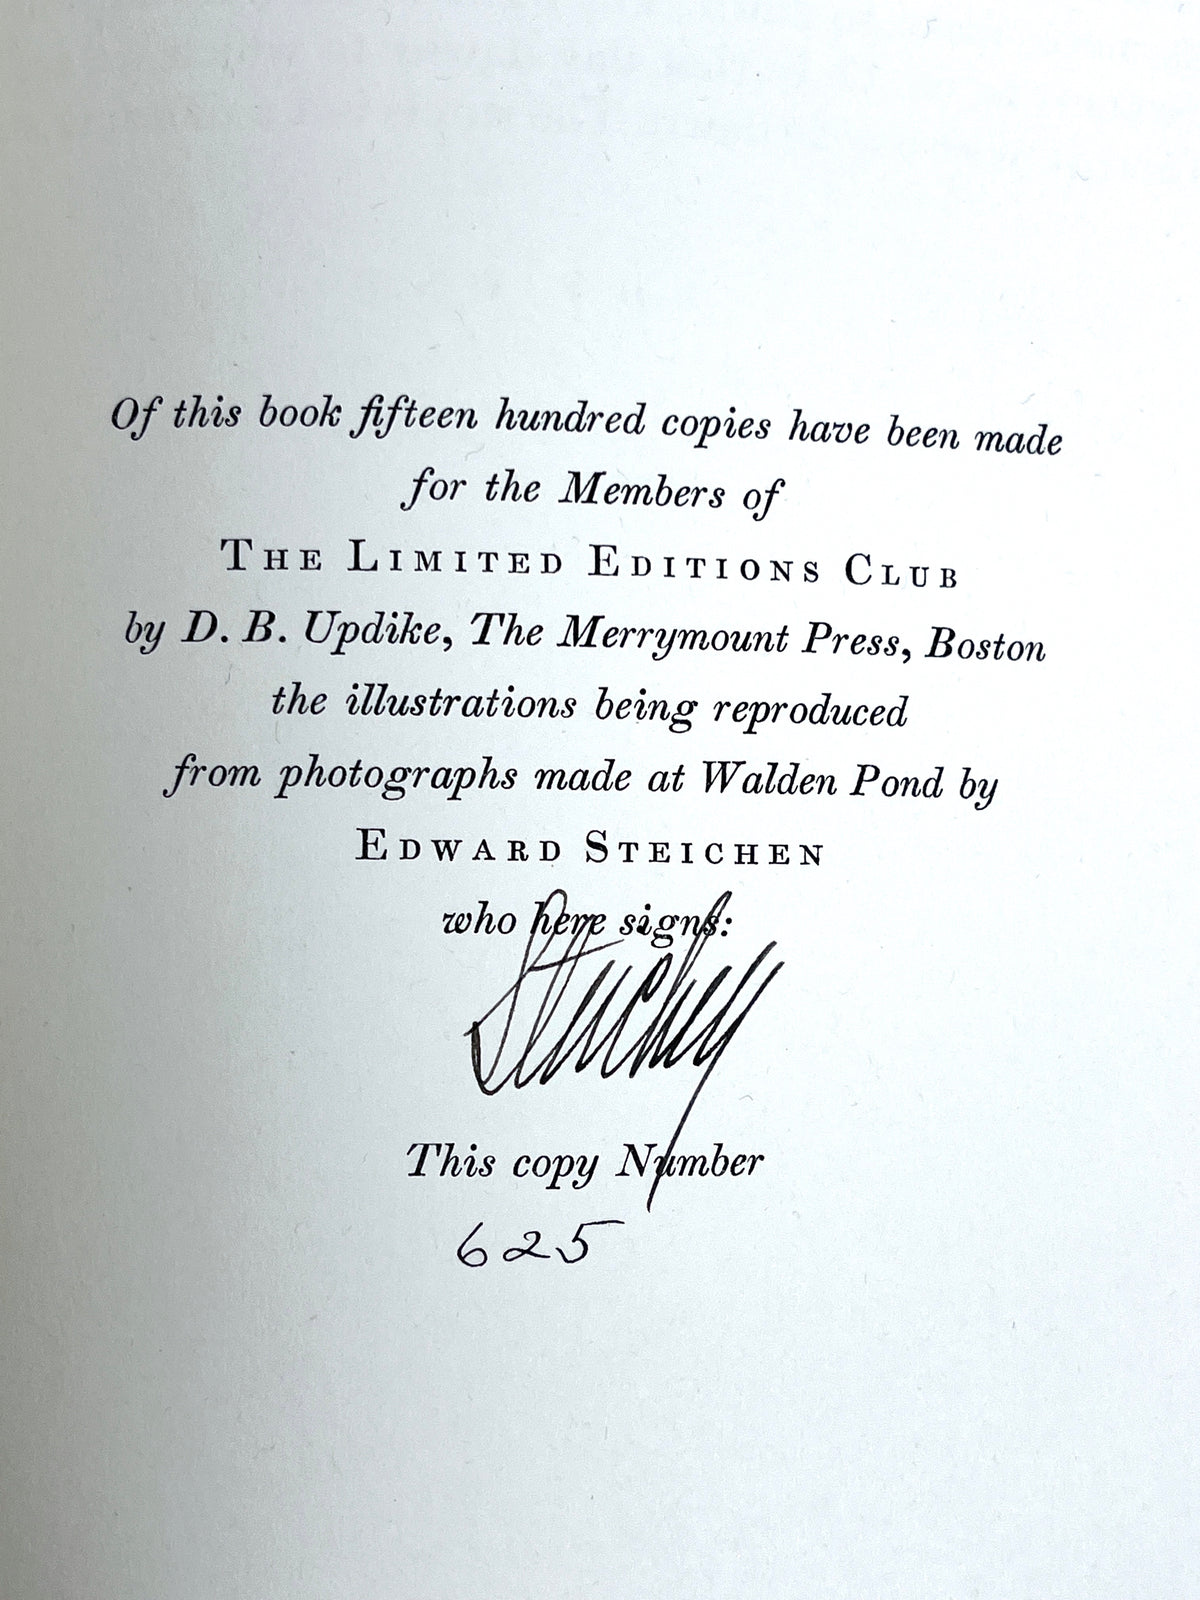 Of this book fifteen hundred copies have been made
for the Members of
THE LIMITED EDITIONS CLUB
by D. B. Updike, The Merrymount Press, Boston
the illustrations being reproduced
from photographs made at Walden Pond by
EDWARD STEICHEN
who here signs:
Steichen
This copy Number
625